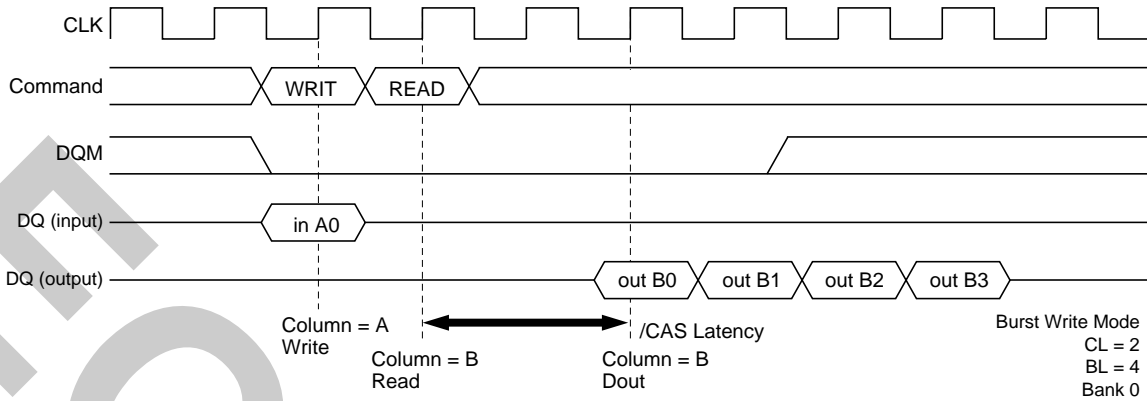 CLK
Command WRIT READ
DQM
DQ (input) in A0
DQ (output) out B0 out B1 out B2 out B3
Column = A
Write
Column = B
Read
/CAS Latency
Column = B
Dout
Burst Write Mode
CL = 2
BL = 4
Bank 0